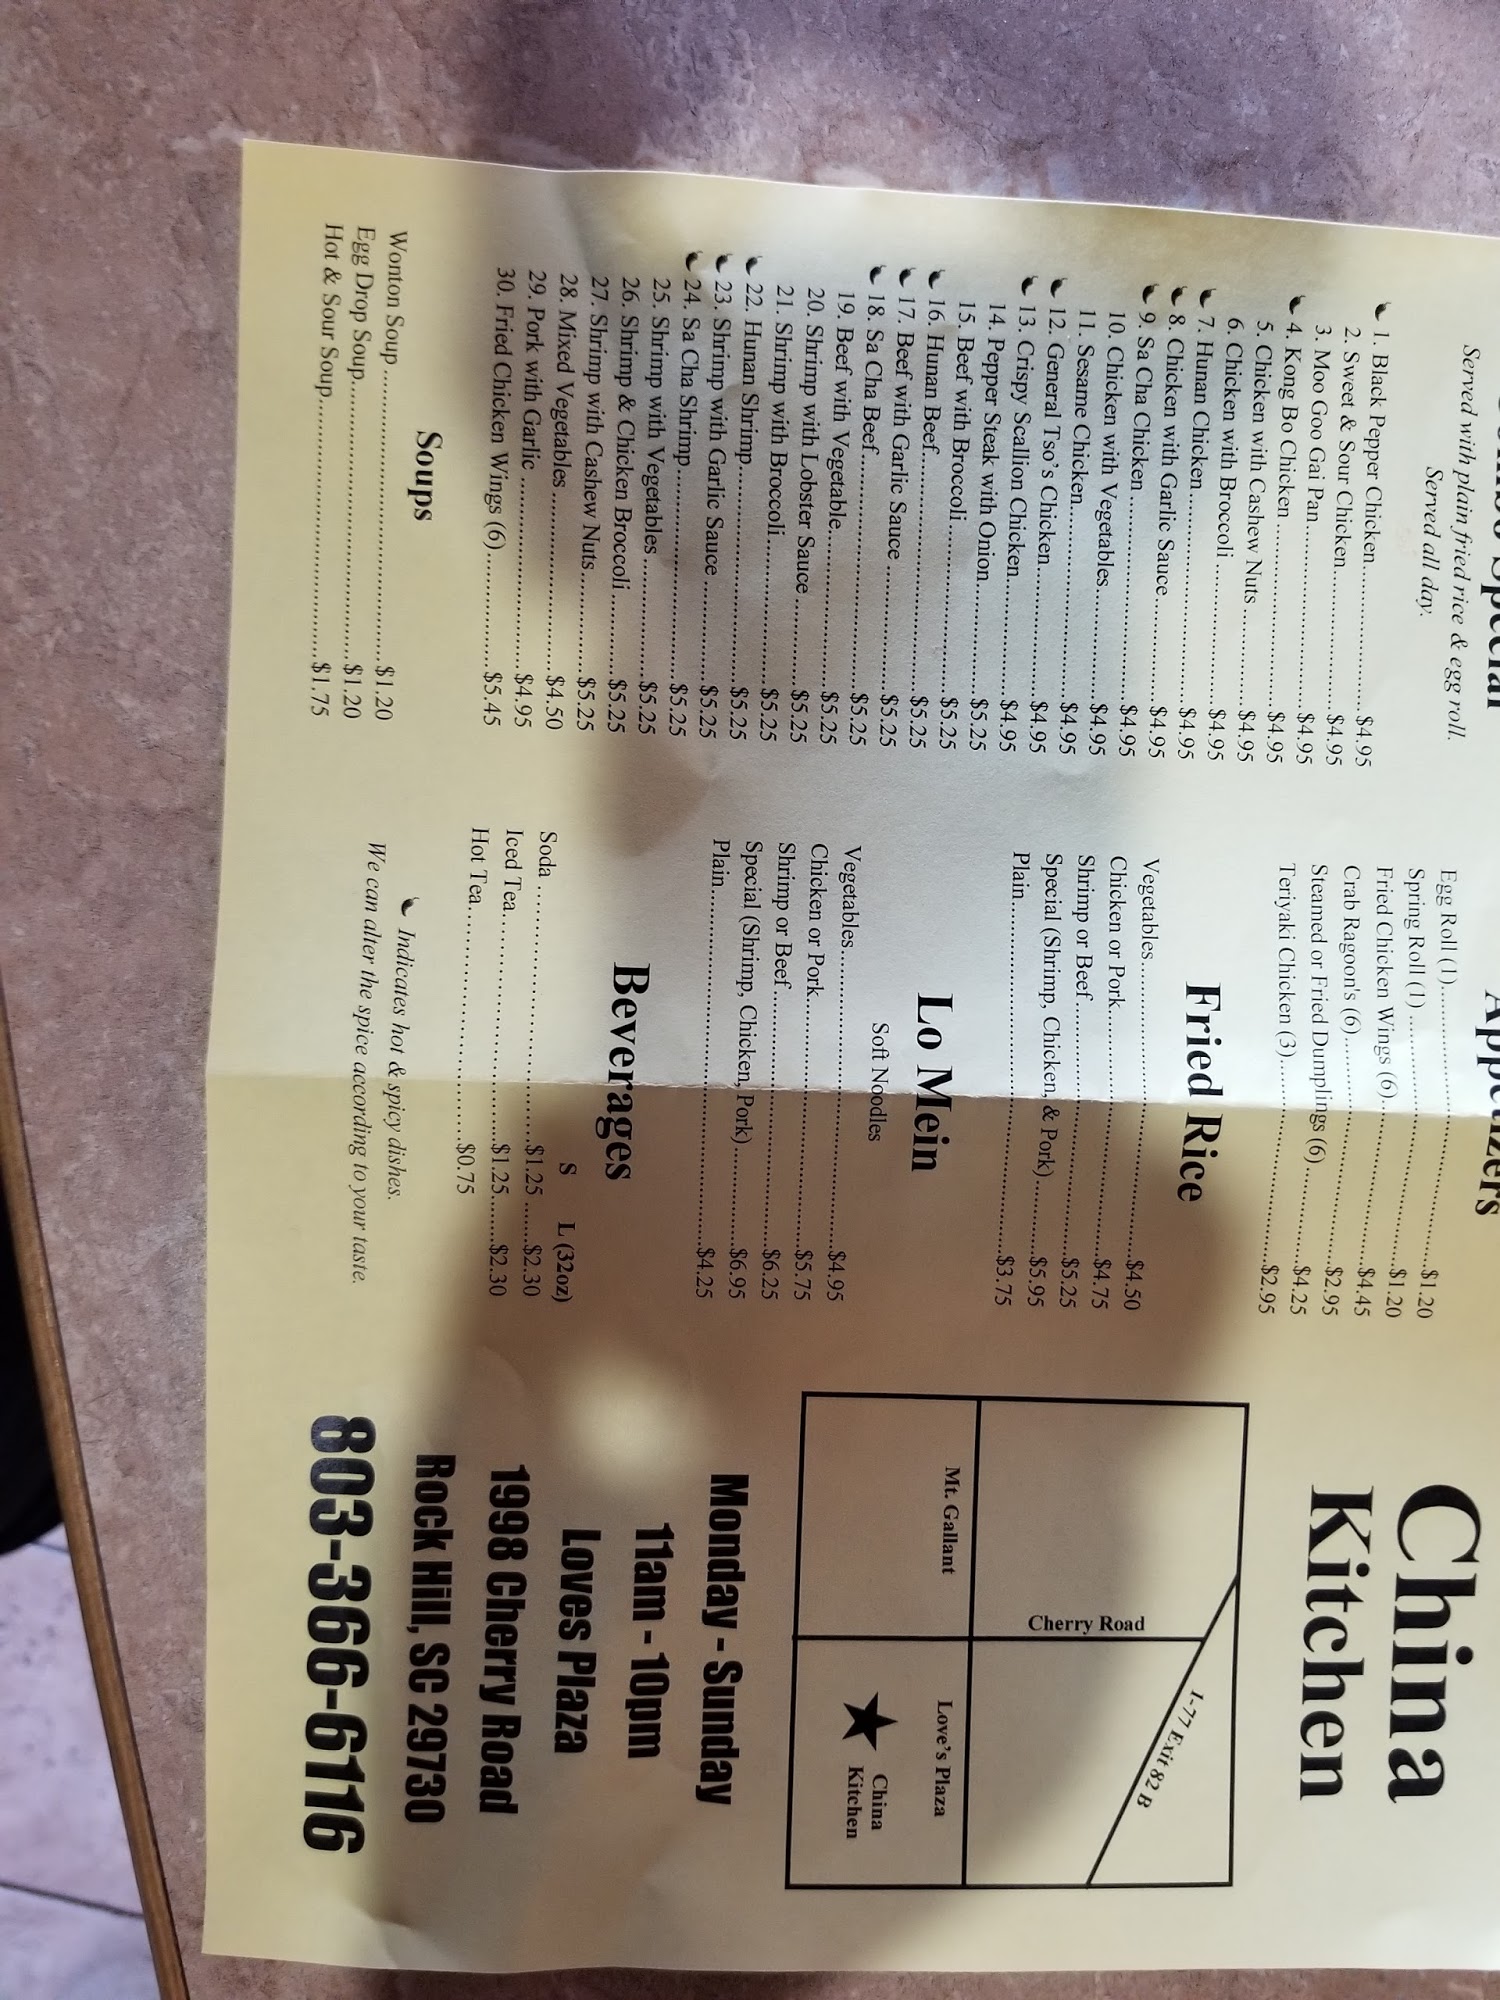 Special
Served with plain fried rice & egg roll.
Served all day.
1. Black Pepper Chicken $4.95
2. Sweet & Sour Chicken $4.95
3. Moo Goo Gai Pan $4.95
4. Kong Bo Chicken $4.95
5. Chicken with Cashew Nuts $4.95
6. Chicken with Broccoli $4.95
7. Hunan Chicken $4.95
8. Chicken with Garlic Sauce $4.95
9. Sa Cha Chicken $4.95
10. Chicken with Vegetables $4.95
11. Sesame Chicken $4.95
12. General Tso's Chicken $4.95
13. Crispy Scallion Chicken $4.95
14. Pepper Steak with Onion $5.25
15. Beef with Broccoli $5.25
16. Hunan Beef $5.25
17. Beef with Garlic Sauce $5.25
18. Sa Cha Beef $5.25
19. Beef with Vegetable $5.25
20. Shrimp with Lobster Sauce $5.25
21. Shrimp with Broccoli $5.25
22. Hunan Shrimp $5.25
23. Shrimp with Garlic Sauce $5.25
24. Sa Cha Shrimp $5.25
25. Shrimp with Vegetables $5.25
26. Shrimp & Chicken Broccoli $5.25
27. Shrimp with Cashew Nuts $5.25
28. Mixed Vegetables $4.50
29. Pork with Garlic $4.95
30. Fried Chicken Wings (6) $5.45
Soups
Wonton Soup $1.20
Egg Drop Soup $1.20
Hot & Sour Soup $1.75
Appetizers
Egg Roll (1) $1.20
Spring Roll (1) $1.20
Fried Chicken Wings (6) $4.45
Crab Ragoon's (6) $2.95
Steamed or Fried Dumplings (6) $4.25
Teriyaki Chicken (3) $2.95
Fried Rice
Vegetables $4.50
Chicken or Pork $4.75
Shrimp or Beef $5.25
Special (Shrimp, Chicken, & Pork) $5.95
Plain $3.75
Lo Mein
Soft Noodles
Vegetables $4.95
Chicken or Pork $5.75
Shrimp or Beef $6.25
Special (Shrimp, Chicken, Pork) $6.95
Plain $4.25
Beverages
S L (32oz)
Soda $1.25 $2.30
Iced Tea $1.25 $2.30
Hot Tea $0.75
Indicates hot & spicy dishes.
We can alter the spice according to your taste.
China
Kitchen
I-77 Exit 82 B
Cherry Road
Mt. Gallant
Love's Plaza
China
Kitchen
Monday - Sunday
11am - 10pm
Loves Plaza
1998 Cherry Road
Rock Hill, SC 29730
803-366-6116